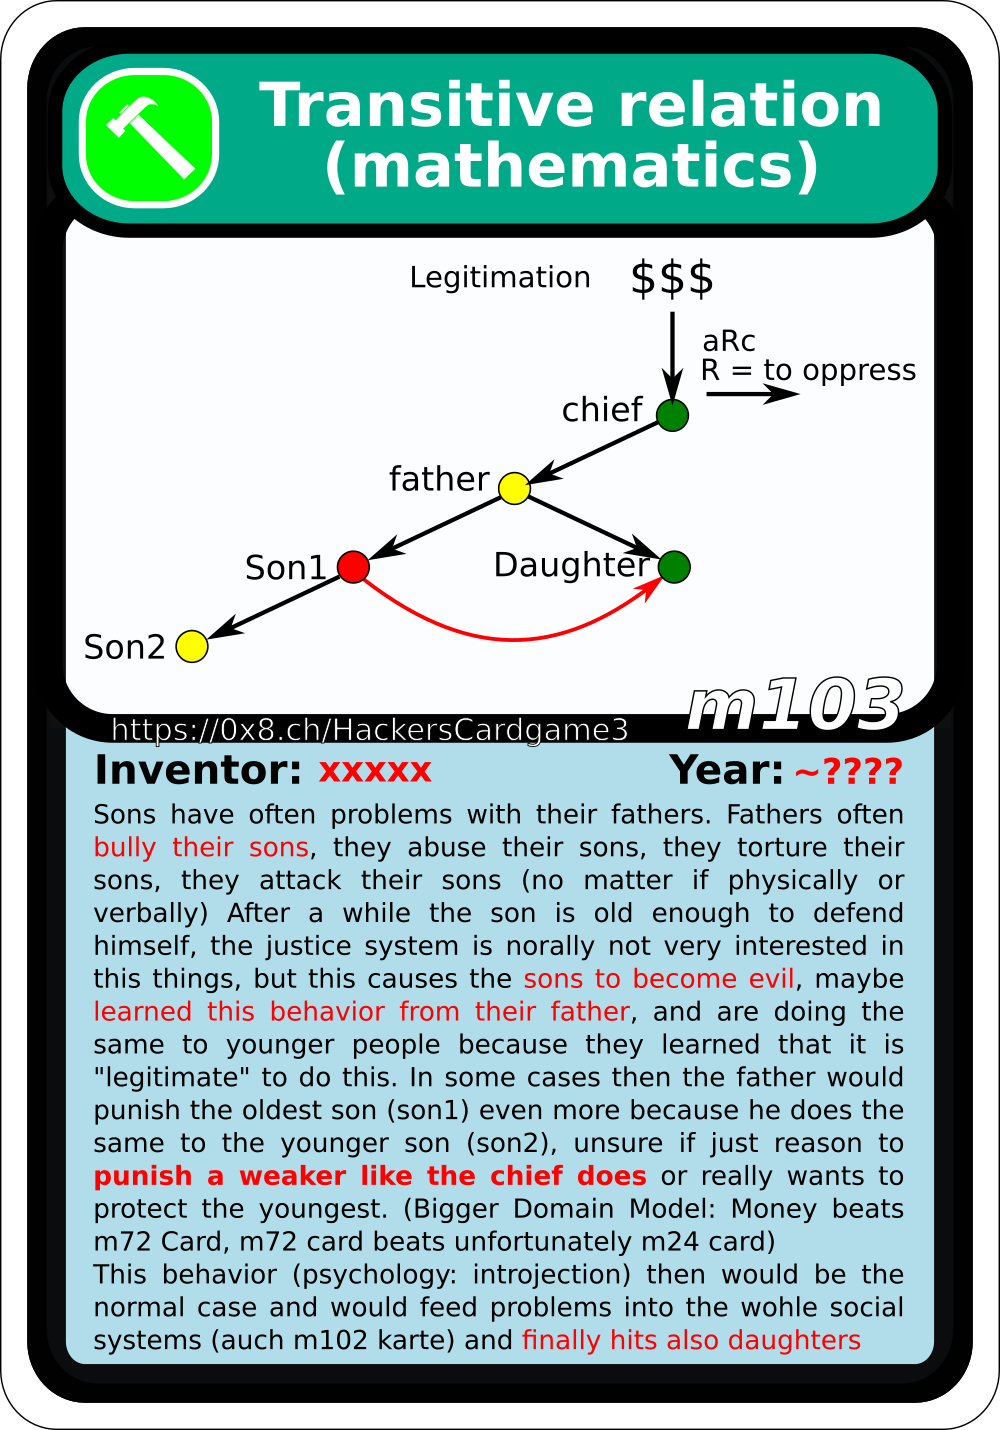 Transitive relation
(mathematics)
Legitimation $$$
aRc
R = to oppress
chief
father
Son1
Daughter
Son2
m103
https://0x8.ch/HackersCardgame3
Inventor: xxxxx Year: ~????
Sons have often problems with their fathers. Fathers often
bully their sons, they abuse their sons, they torture their
sons, they attack their sons (no matter if physically or
verbally) After a while the son is old enough to defend
himself, the justice system is norally not very interested in
this things, but this causes the sons to become evil, maybe
learned this behavior from their father, and are doing the
same to younger people because they learned that it is
"legitimate" to do this. In some cases then the father would
punish the oldest son (son1) even more because he does the
same to the younger son (son2), unsure if just reason to
punish a weaker like the chief does or really wants to
protect the youngest. (Bigger Domain Model: Money beats
m72 Card, m72 card beats unfortunately m24 card)
This behavior (psychology: introjection) then would be the
normal case and would feed problems into the wohle social
systems (auch m102 karte) and finally hits also daughters